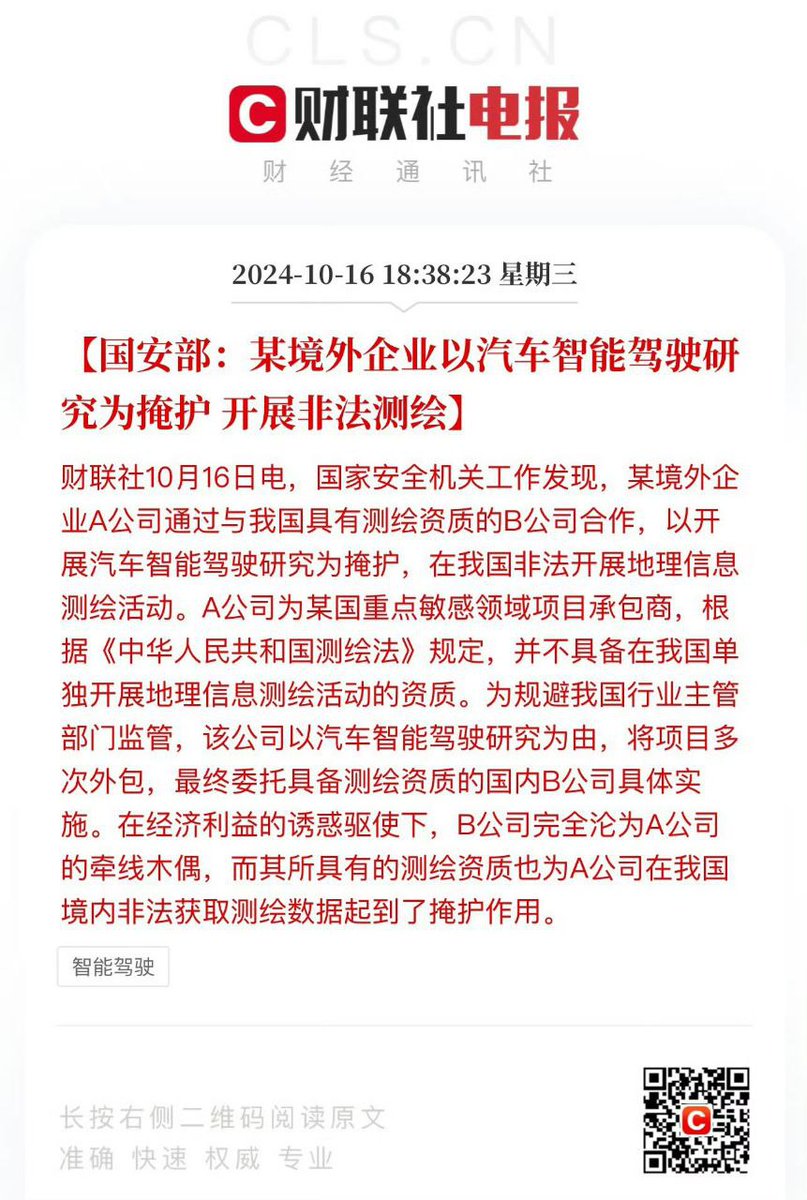 CLS.CN
C 财联社电报
财经通讯社
2024-10-16 18:38:23 星期三
【国安部：某境外企业以汽车智能驾驶研
究为掩护 开展非法测绘】
财联社10月16日电，国家安全机关工作发现，某境外企
业A公司通过与我国具有测绘资质的B公司合作，以开
展汽车智能驾驶研究为掩护，在我国非法开展地理信息
测绘活动。A公司为某国重点敏感领域项目承包商，根
据《中华人民共和国测绘法》规定，并不具备在我国单
独开展地理信息测绘活动的资质。为规避我国行业主管
部门监管，该公司以汽车智能驾驶研究为由，将项目多
次外包，最终委托具备测绘资质的国内B公司具体实
施。在经济利益的诱惑驱使下，B公司完全沦为A公司
的牵线木偶，而其所具有的测绘资质也为A公司在我国
境内非法获取测绘数据起到了掩护作用。
智能驾驶
长按右侧二维码阅读原文
准确 快速 权威 专业
C